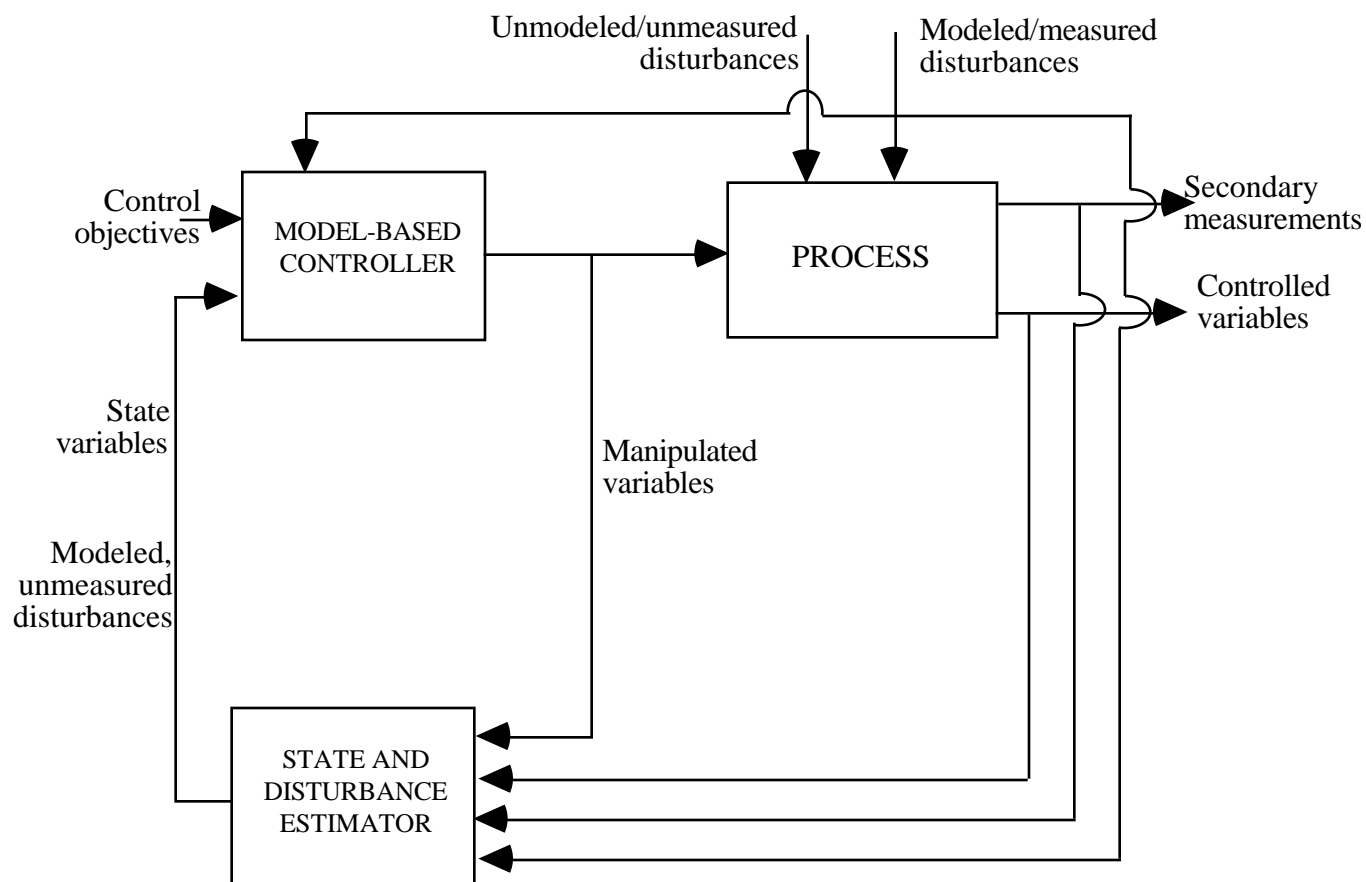 Unmodeled/unmeasured
disturbances
Modeled/measured
disturbances
Control
objectives
MODEL-BASED
CONTROLLER
PROCESS
Secondary
measurements
Controlled
variables
State
variables
Manipulated
variables
Modeled,
unmeasured
disturbances
STATE AND
DISTURBANCE
ESTIMATOR